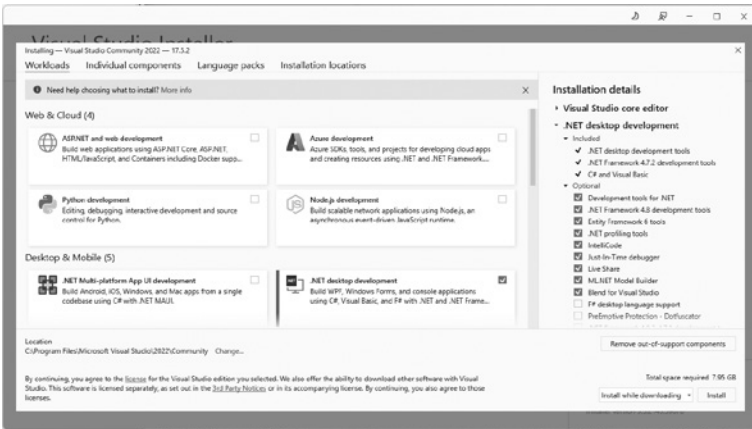 Visual Studio Installer
Installing — Visual Studio Community 2022 — 17.3.2
Workloads Individual components Language packs Installation locations
Need help choosing what to install? More info
Web & Cloud (4)
ASP.NET and web development
Build web applications using ASP.NET Core, ASP.NET, HTML/JavaScript, and Containers including Docker supp...
Azure development
Azure SDKs, tools, and projects for developing cloud apps and creating resources using .NET and .NET Framework...
Python development
Editing, debugging, interactive development and source control for Python.
Node.js development
Build scalable network applications using Node.js, an asynchronous event-driven JavaScript runtime.
Desktop & Mobile (5)
.NET Multi-platform App UI development
Build Android, iOS, Windows, and Mac apps from a single codebase using C# with .NET MAUI.
.NET desktop development
Build WPF, Windows Forms, and console applications using C#, Visual Basic, and F# with .NET and .NET Frame...
Installation details
Visual Studio core editor
.NET desktop development
Included
.NET desktop development tools
.NET Framework 4.7.2 development tools
C# and Visual Basic
Optional
Development tools for .NET
.NET Framework 4.8 development tools
Entity Framework 6 tools
.NET profiling tools
IntelliCode
Just-In-Time debugger
Live Share
ML.NET Model Builder
Blend for Visual Studio
F# desktop language support
PreEmptive Protection - Dotfuscator
Location
C:\Program Files\Microsoft Visual Studio\2022\Community Change...
Remove out-of-support components
By continuing, you agree to the license for the Visual Studio edition you selected. We also offer the ability to download other software with Visual
Studio. This software is licensed separately, as set out in the 3rd Party Notices or in its accompanying license. By continuing, you also agree to those
licenses.
Total space required 7.95 GB
Install while downloading Install